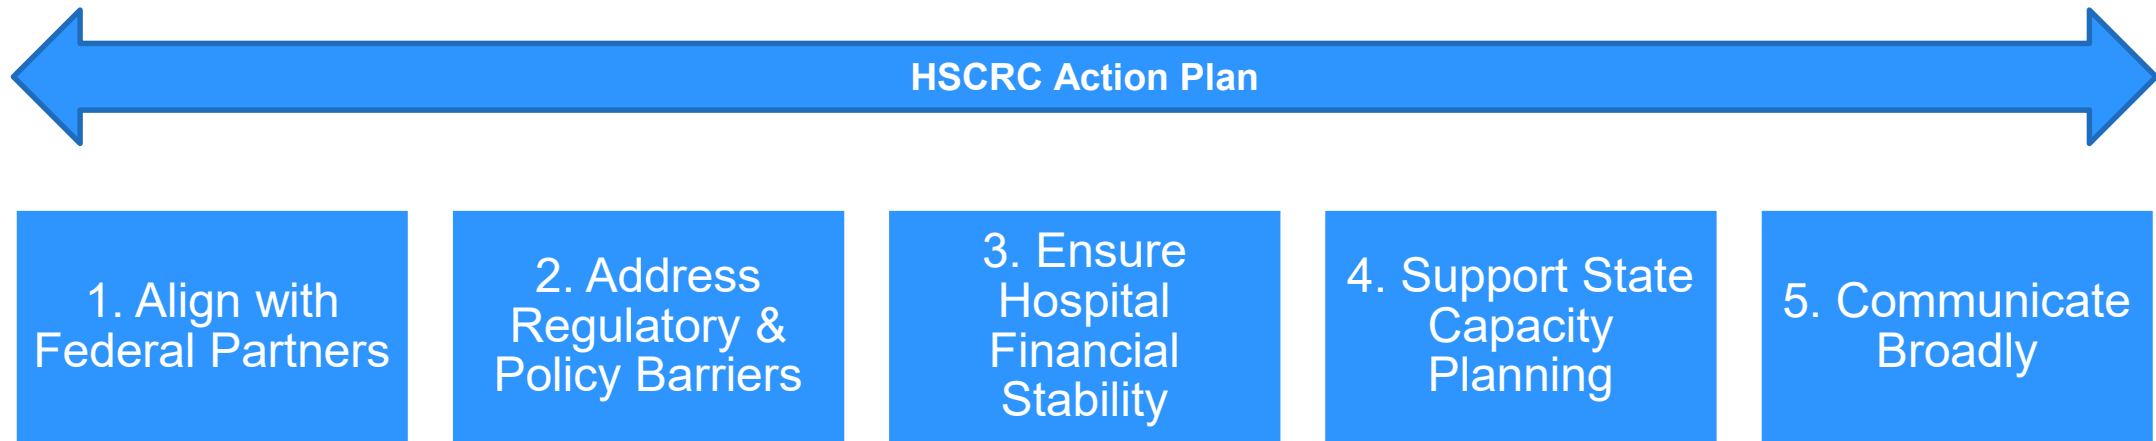 HSCRC Action Plan
1. Align with
Federal Partners
2. Address
Regulatory &
Policy Barriers
3. Ensure
Hospital
Financial
Stability
4. Support State
Capacity
Planning
5. Communicate
Broadly